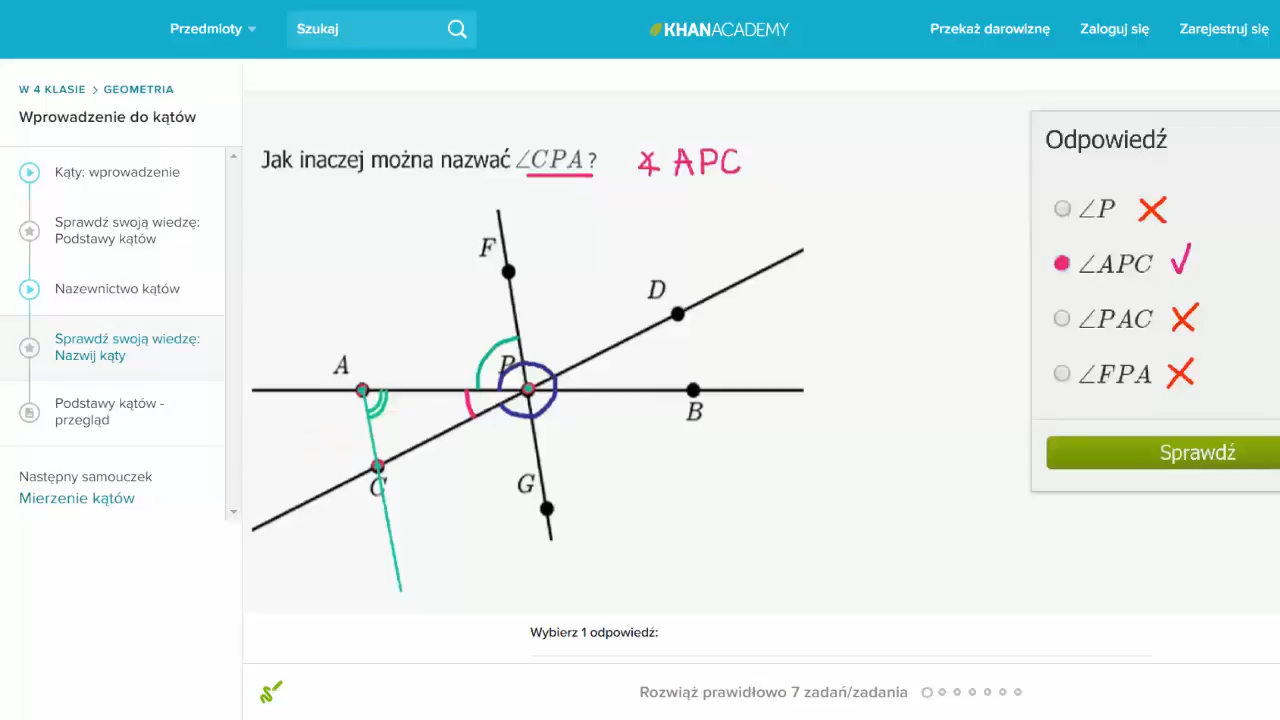 Przedmioty
Szukaj
KHANACADEMY
Przekaż darowiznę
Zaloguj się
Zarejestruj się
W 4 KLASIE > GEOMETRIA
Wprowadzenie do kątów
Kąty: wprowadzenie
Sprawdź swoją wiedzę:
Podstawy kątów
Nazewnictwo kątów
Sprawdź swoją wiedzę:
Nazwij kąty
Podstawy kątów -
przegląd
Następny samouczek
Mierzenie kątów
Jak inaczej można nazwać ∠CPA? ∡ APC
F
D
A
P
B
C
G
Odpowiedź
∠P
∠APC
∠PAC
∠FPA
Sprawdź
Wybierz 1 odpowiedź:
Rozwiąż prawidłowo 7 zadań/zadania